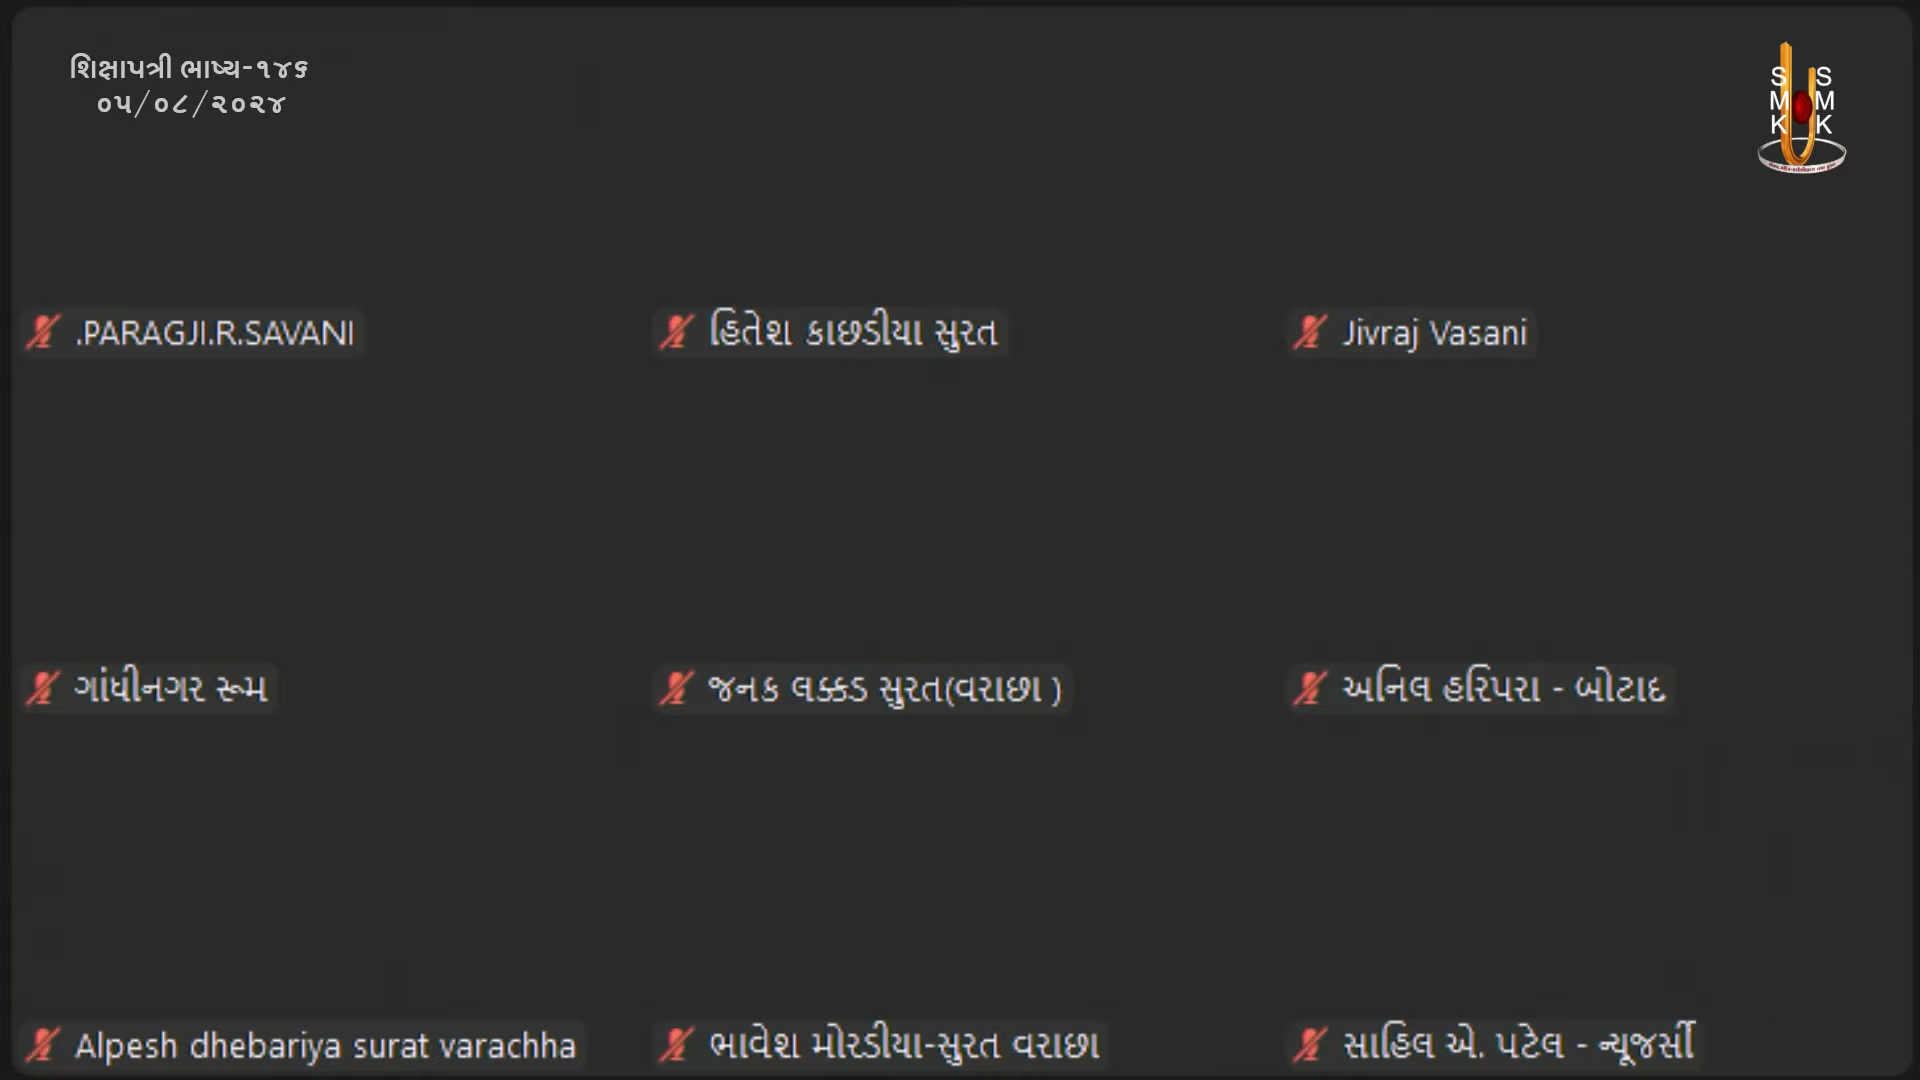 શિક્ષાપત્રી ભાષ્ય-૧૪૬
૦૫/૦૮/૨૦૨૪
S S
M M
K K
.PARAGJI.R.SAVANI
હિતેશ કાછડીયા સુરત
Jivraj Vasani
ગાંધીનગર રૂમ
જનક લક્કડ સુરત(વરાછા )
અનિલ હરિપરા - બોટાદ
Alpesh dhebariya surat varachha
ભાવેશ મોરડીયા-સુરત વરાછા
સાહિલ એ. પટેલ - ન્યૂજર્સી